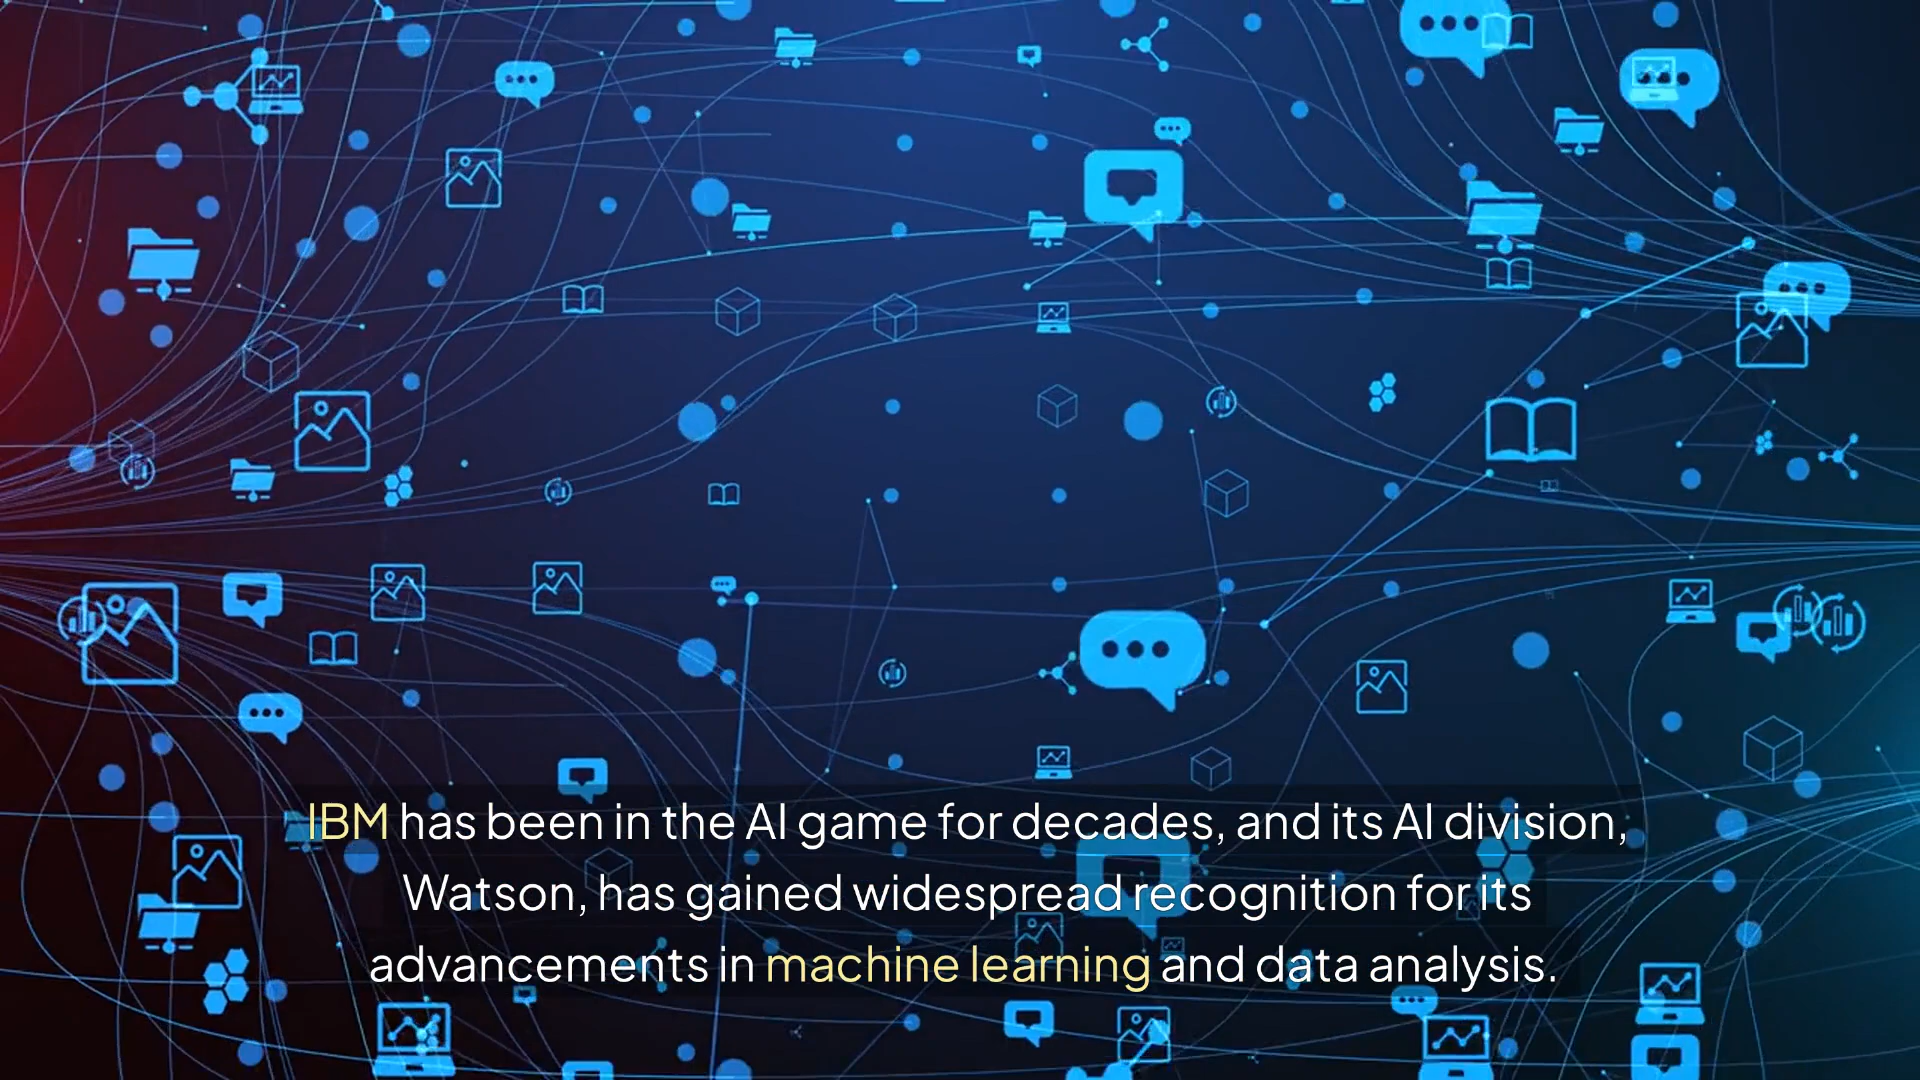 IBM has been in the AI game for decades, and its AI division,
Watson, has gained widespread recognition for its
advancements in machine learning and data analysis.